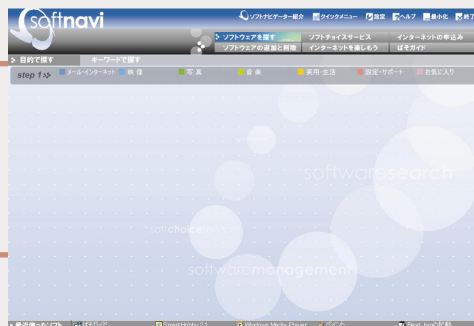 softnavi
ソフトナビゲーター紹介 クイックメニュー 設定 ヘルプ 最小化 終了
ソフトウェアを探す ソフトチョイスサービス インターネットの申込み
ソフトウェアの追加と削除 インターネットを楽しもう ぱそガイド
目的で探す キーワードで探す
step 1 メール・インターネット 映像 写真 音楽 実用・生活 設定・サポート お気に入り
softwaresearch
softchoiceservice
softwaremanagement
最近使ったソフト ぱそガイド SmartHobby 2.1 Windows Media Player